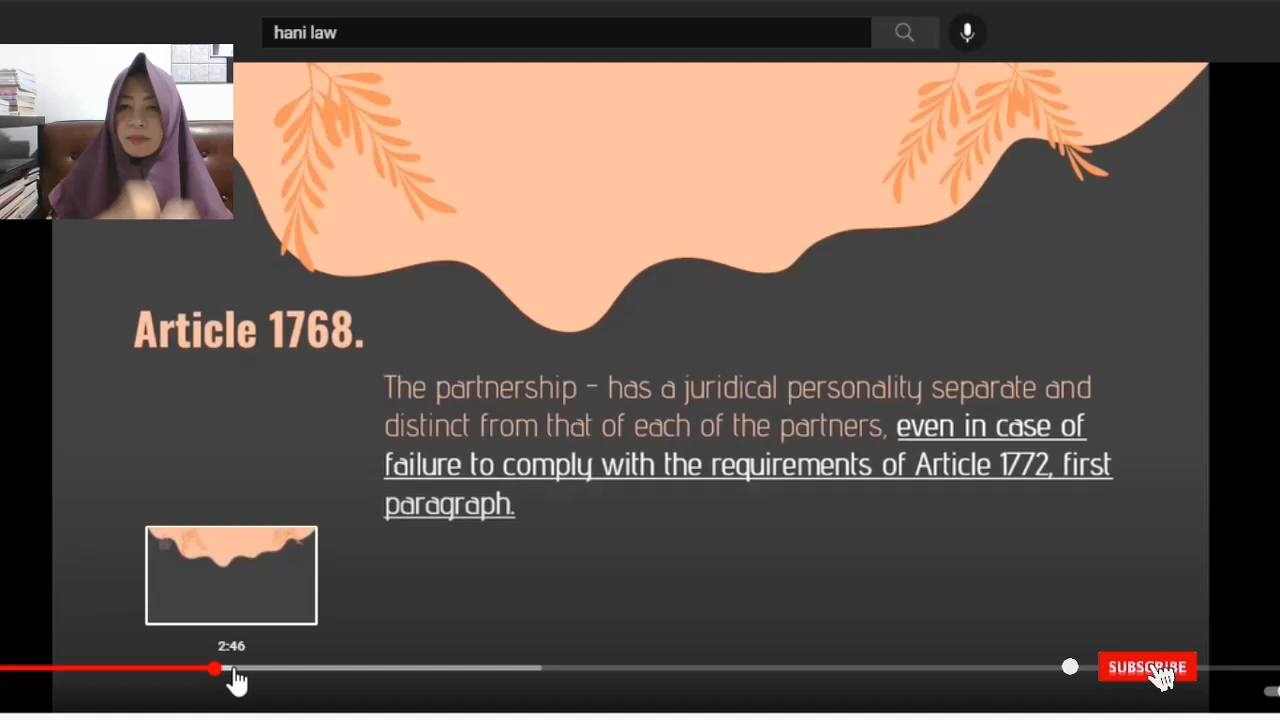 hani law
Article 1768.
The partnership – has a juridical personality separate and
distinct from that of each of the partners, even in case of
failure to comply with the requirements of Article 1772, first
paragraph.
2:46
SUBSCRIBE